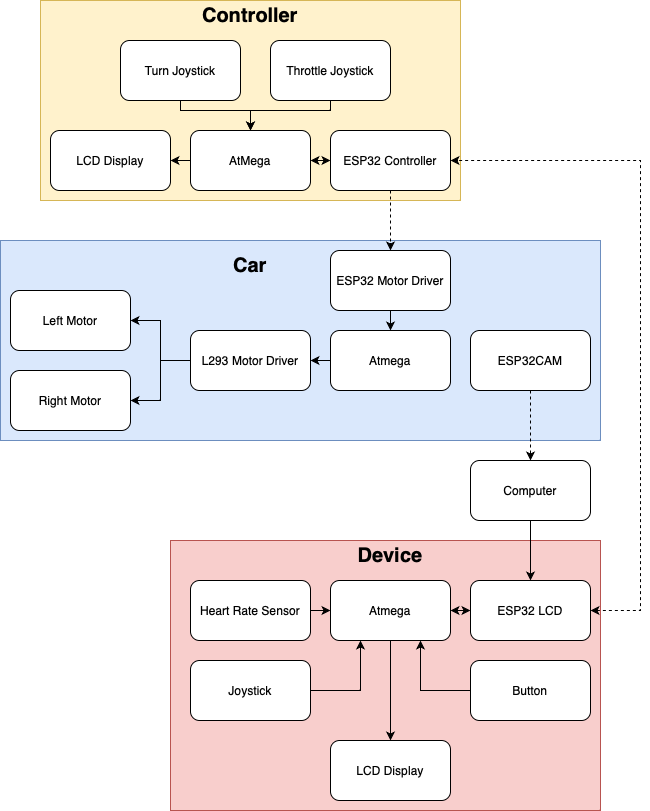 Controller
Turn Joystick
Throttle Joystick
LCD Display
AtMega
ESP32 Controller
Car
ESP32 Motor Driver
Left Motor
L293 Motor Driver
Atmega
ESP32CAM
Right Motor
Computer
Device
Heart Rate Sensor
Atmega
ESP32 LCD
Joystick
Button
LCD Display